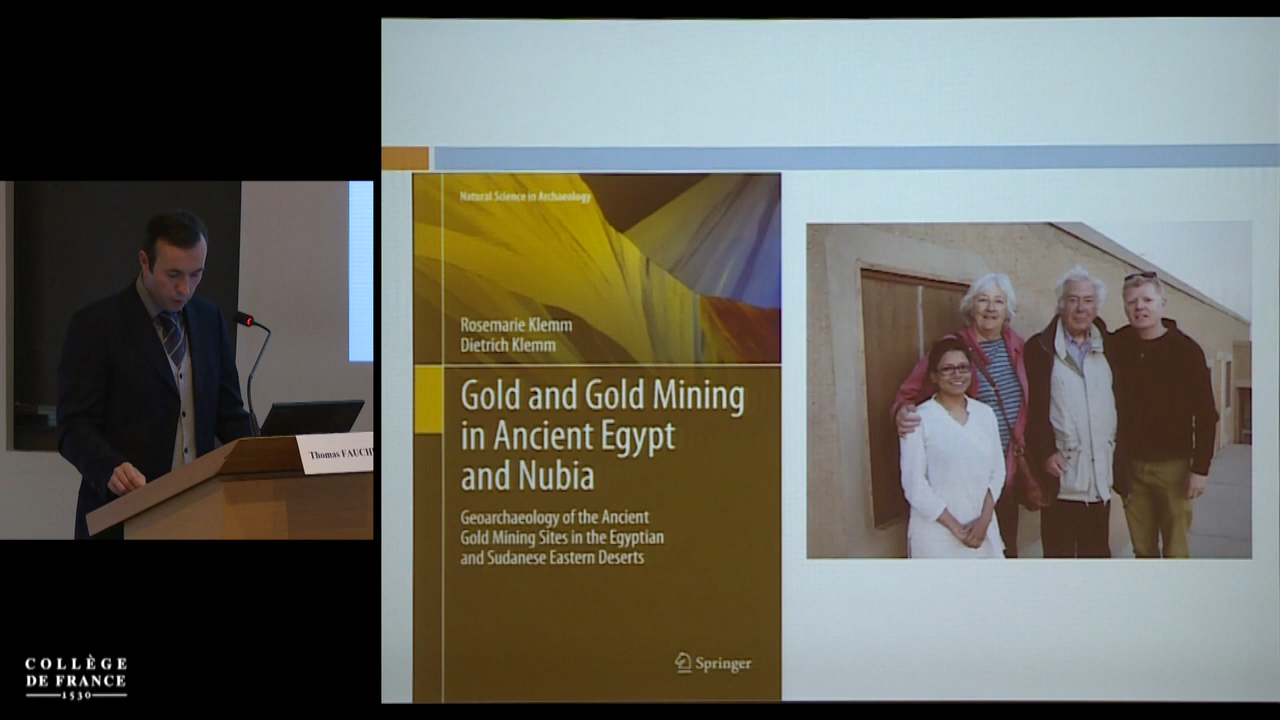 Natural Science in Archaeology
Rosemarie Klemm
Dietrich Klemm
Gold and Gold Mining
in Ancient Egypt
and Nubia
Geoarchaeology of the Ancient
Gold Mining Sites in the Egyptian
and Sudanese Eastern Deserts
Springer
Thomas FAUCH
COLLÈGE
DE FRANCE
1530